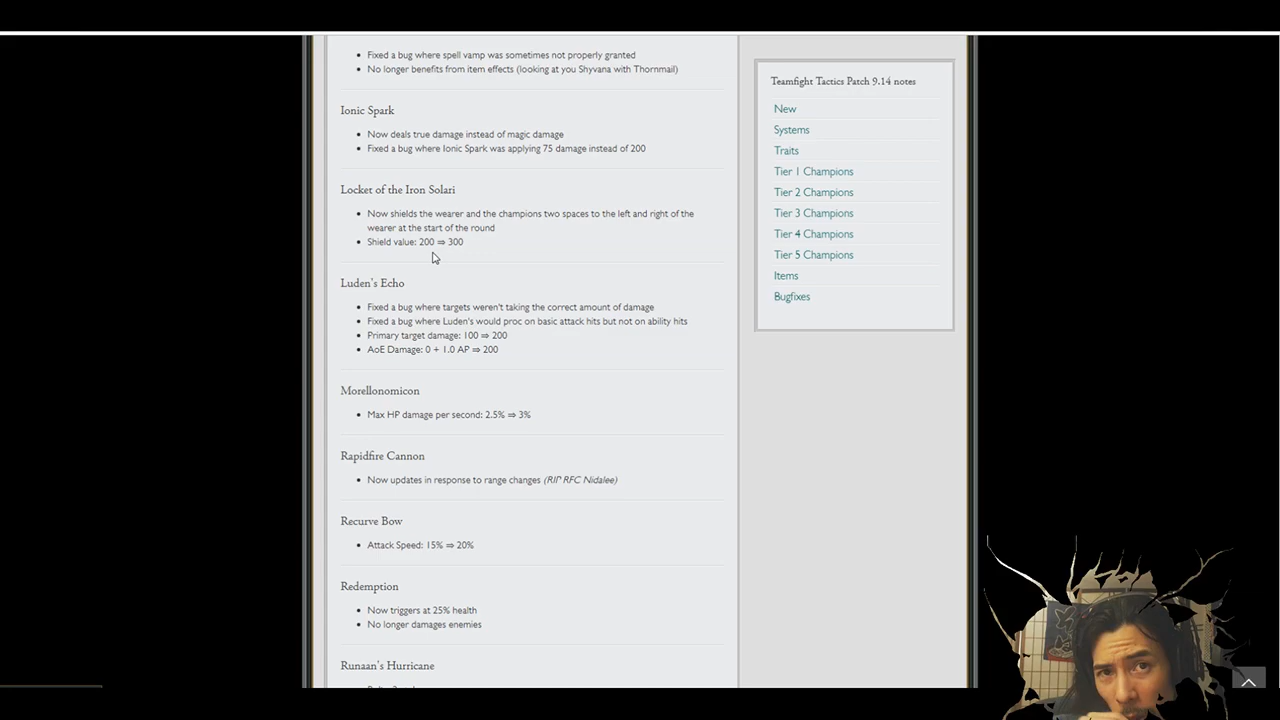 Fixed a bug where spell vamp was sometimes not properly granted
No longer benefits from item effects (looking at you Shyvana with Thornmail)
Ionic Spark
Now deals true damage instead of magic damage
Fixed a bug where Ionic Spark was applying 75 damage instead of 200
Locket of the Iron Solari
Now shields the wearer and the champions two spaces to the left and right of the
wearer at the start of the round
Shield value: 200 ⇒ 300
Luden's Echo
Fixed a bug where targets weren't taking the correct amount of damage
Fixed a bug where Luden's would proc on basic attack hits but not on ability hits
Primary target damage: 100 ⇒ 200
AoE Damage: 0 + 1.0 AP ⇒ 200
Morellonomicon
Max HP damage per second: 2.5% ⇒ 3%
Rapidfire Cannon
Now updates in response to range changes (RIP RFC Nidalee)
Recurve Bow
Attack Speed: 15% ⇒ 20%
Redemption
Now triggers at 25% health
No longer damages enemies
Runaan's Hurricane
Teamfight Tactics Patch 9.14 notes
New
Systems
Traits
Tier 1 Champions
Tier 2 Champions
Tier 3 Champions
Tier 4 Champions
Tier 5 Champions
Items
Bugfixes